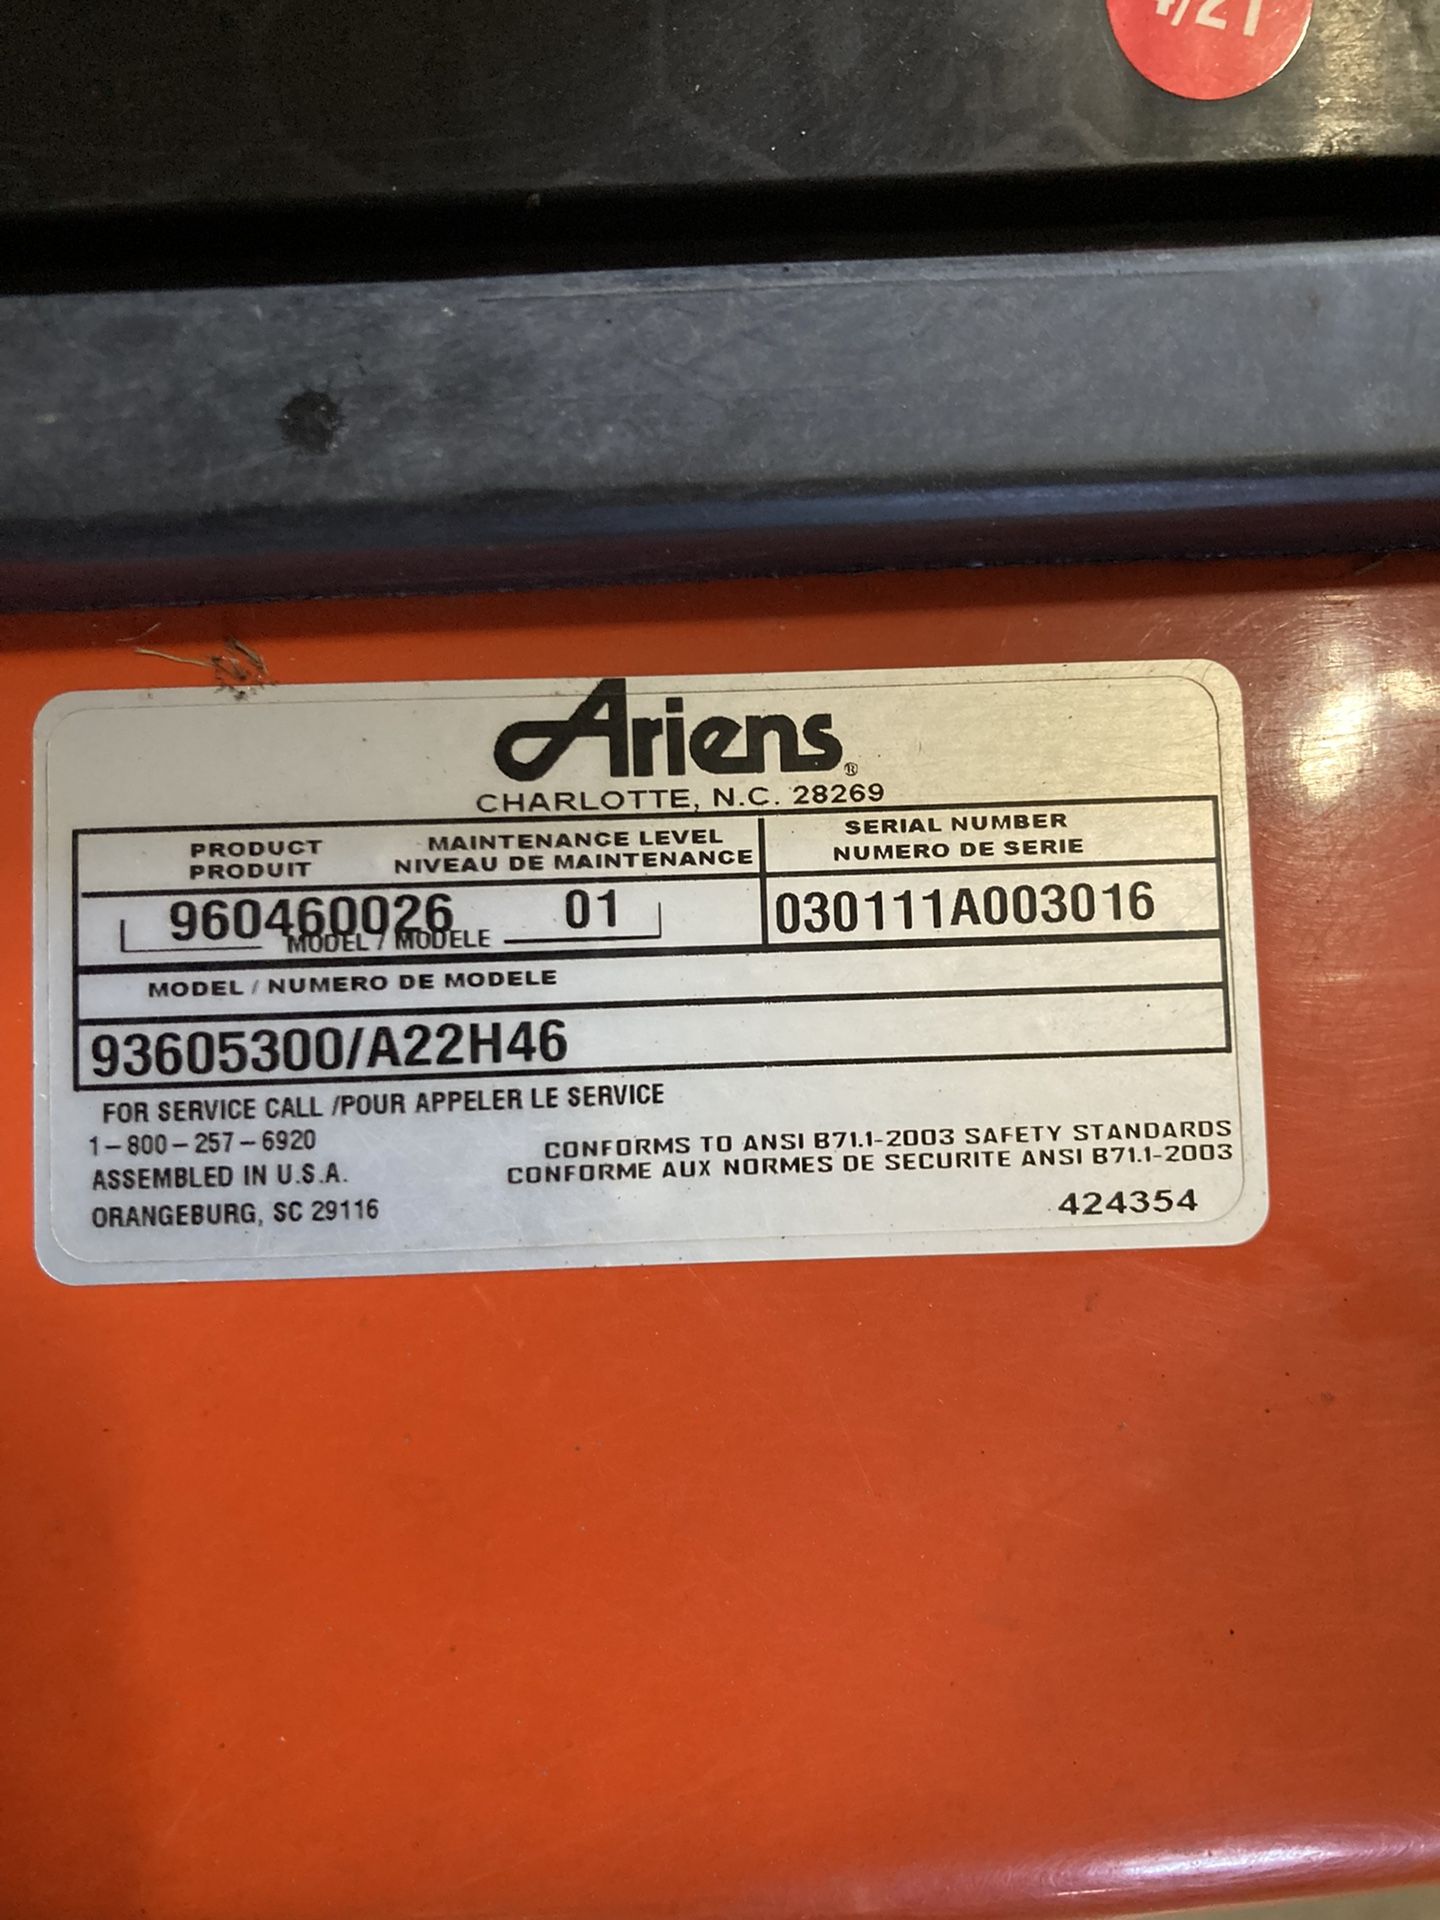 4/21
Ariens®
CHARLOTTE, N.C. 28269
PRODUCT MAINTENANCE LEVEL SERIAL NUMBER
PRODUIT NIVEAU DE MAINTENANCE NUMERO DE SERIE
960460026 01 030111A003016
MODEL / MODELE
MODEL / NUMERO DE MODELE
93605300/A22H46
FOR SERVICE CALL /POUR APPELER LE SERVICE
1-800-257-6920
CONFORMS TO ANSI B71.1-2003 SAFETY STANDARDS
ASSEMBLED IN U.S.A.
CONFORME AUX NORMES DE SECURITE ANSI B71.1-2003
ORANGEBURG, SC 29116
424354